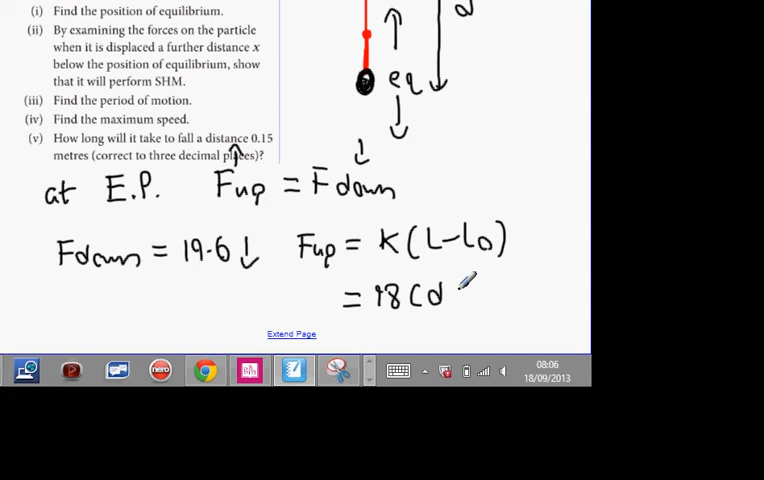 (i) Find the position of equilibrium.
(ii) By examining the forces on the particle
when it is displaced a further distance x
below the position of equilibrium, show
that it will perform SHM.
(iii) Find the period of motion.
(iv) Find the maximum speed.
(v) How long will it take to fall a distance 0.15
metres (correct to three decimal places)?
d
eq
at E.P. Fup = Fdown
Fdown = 19.6↓ Fup = K(L-l0)
= 98(d
Extend Page
nero
08:06
18/09/2013